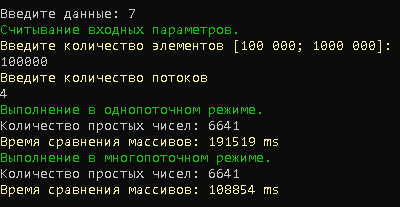 Введите данные: 7
Считывание входных параметров.
Введите количество элементов [100 000; 1000 000]:
100000
Введите количество потоков
4
Выполнение в однопоточном режиме.
Количество простых чисел: 6641
Время сравнения массивов: 191519 ms
Выполнение в многопоточном режиме.
Количество простых чисел: 6641
Время сравнения массивов: 108854 ms